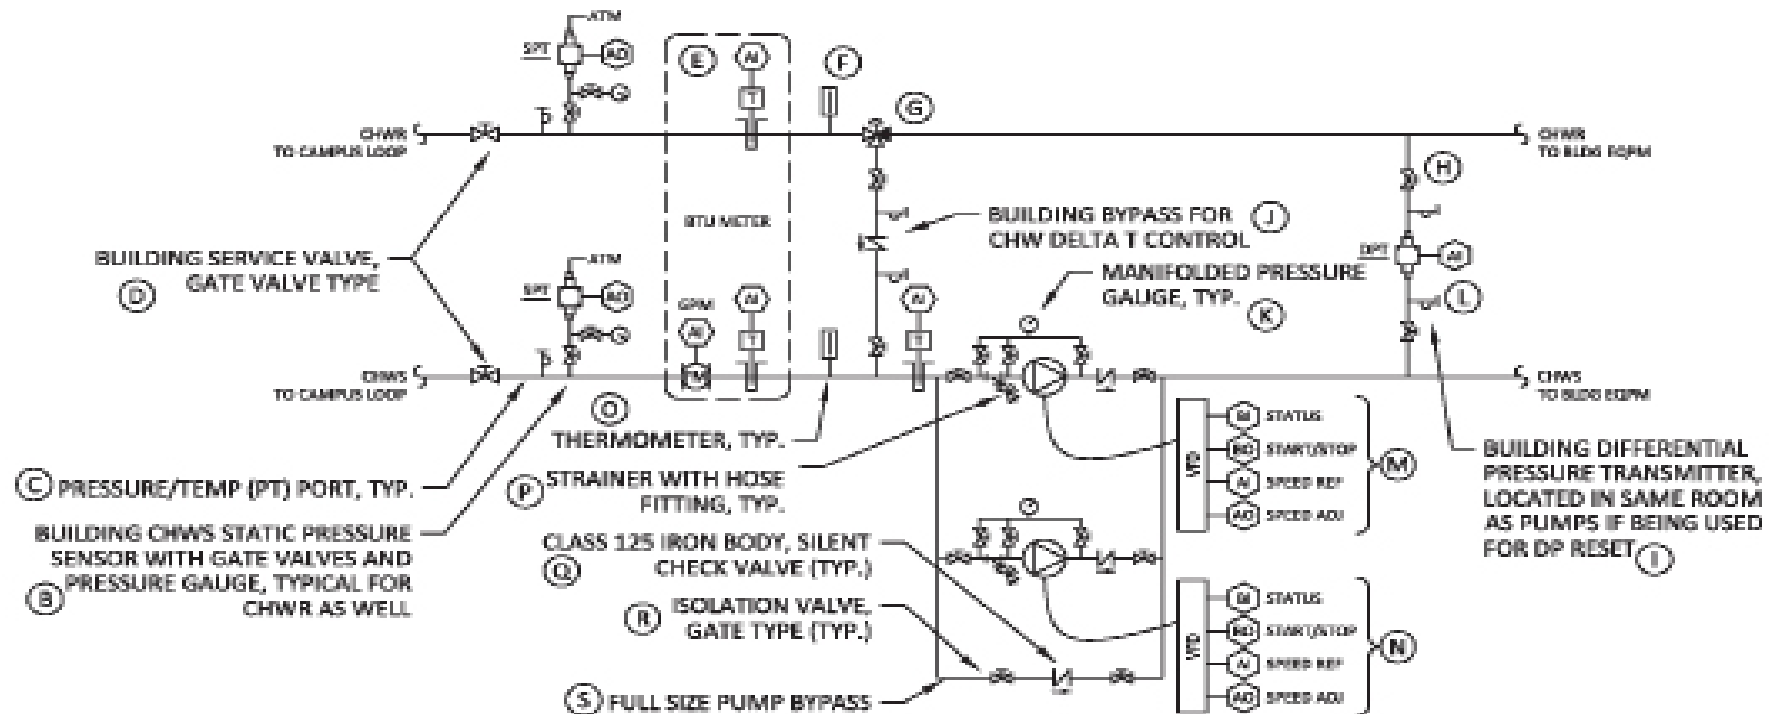 ATM
SPT
AO
E
AI
T
F
G
CHWR
TO CAMPUS LOOP
CHWR
TO BLDG EQPM
H
BTU METER
BUILDING BYPASS FOR
CHW DELTA T CONTROL
J
DPT
AI
BUILDING SERVICE VALVE,
GATE VALVE TYPE
D
ATM
SPT
AO
GPM
AI
AI
T
AI
T
MANIFOLDED PRESSURE
GAUGE, TYP.
K
L
CHWS
TO CAMPUS LOOP
CHWS
TO BLDG EQPM
O
THERMOMETER, TYP.
C
PRESSURE/TEMP (PT) PORT, TYP.
P
STRAINER WITH HOSE
FITTING, TYP.
VFD
BI STATUS
BO START/STOP
AI SPEED REF
AO SPEED ADJ
M
BUILDING DIFFERENTIAL
PRESSURE TRANSMITTER,
LOCATED IN SAME ROOM
AS PUMPS IF BEING USED
FOR DP RESET
I
BUILDING CHWS STATIC PRESSURE
SENSOR WITH GATE VALVES AND
PRESSURE GAUGE, TYPICAL FOR
CHWR AS WELL
B
CLASS 125 IRON BODY, SILENT
CHECK VALVE (TYP.)
Q
R
ISOLATION VALVE,
GATE TYPE (TYP.)
VFD
BI STATUS
BO START/STOP
AI SPEED REF
AO SPEED ADJ
N
S
FULL SIZE PUMP BYPASS